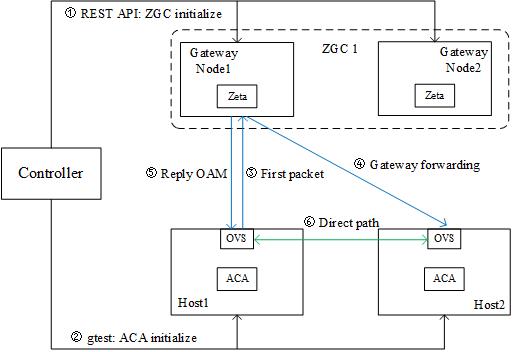 ① REST API: ZGC initialize
ZGC 1
Gateway
Node1
Zeta
Gateway
Node2
Zeta
Controller
⑤ Reply OAM
③ First packet
④ Gateway forwarding
⑥ Direct path
OVS
ACA
Host1
OVS
ACA
Host2
② gtest: ACA initialize